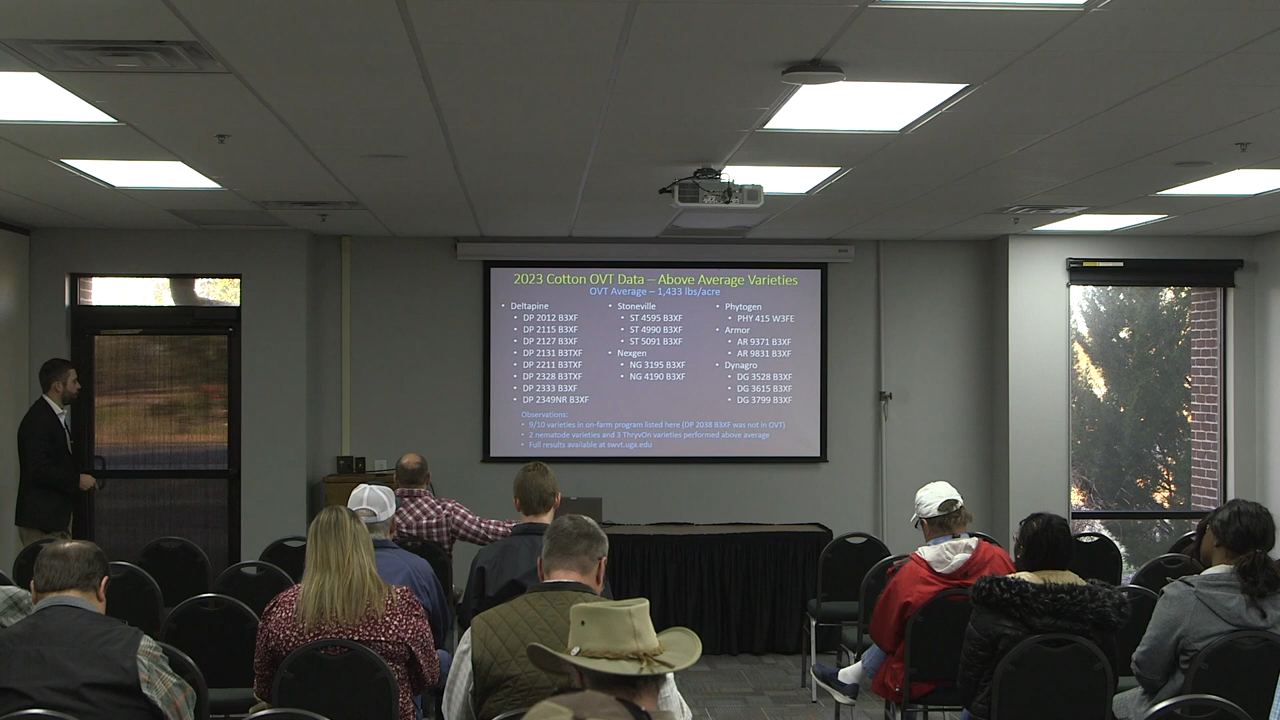 2023 Cotton OVT Data – Above Average Varieties
OVT Average – 1,433 lbs/acre
• Deltapine
• DP 2012 B3XF
• DP 2115 B3XF
• DP 2127 B3XF
• DP 2131 B3TXF
• DP 2211 B3TXF
• DP 2328 B3TXF
• DP 2333 B3XF
• DP 2349NR B3XF
• Stoneville
• ST 4595 B3XF
• ST 4990 B3XF
• ST 5091 B3XF
• Nexgen
• NG 3195 B3XF
• NG 4190 B3XF
• Phytogen
• PHY 415 W3FE
• Armor
• AR 9371 B3XF
• AR 9831 B3XF
• Dynagro
• DG 3528 B3XF
• DG 3615 B3XF
• DG 3799 B3XF
Observations:
• 9/10 varieties in on-farm program listed here (DP 2038 B3XF was not in OVT)
• 2 nematode varieties and 3 ThryvOn varieties performed above average
• Full results available at swvt.uga.edu